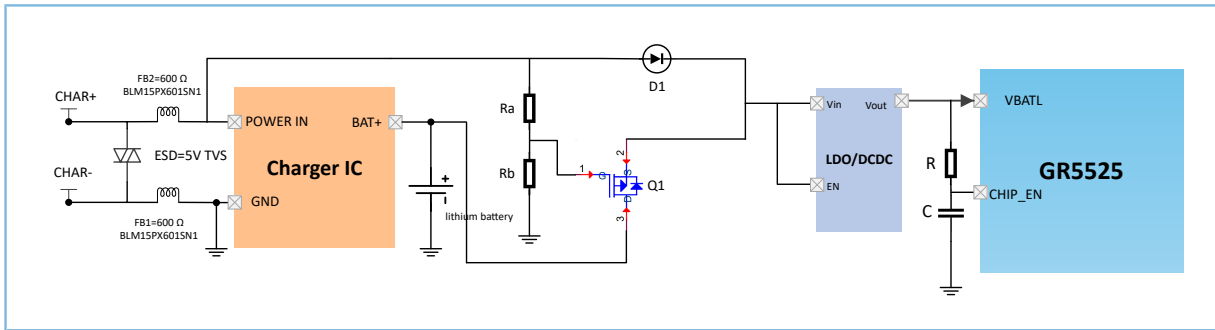 FB2=600 Ω
BLM15PX601SN1
CHAR+
POWER IN
BAT+
ESD=5V TVS
Charger IC
CHAR-
GND
FB1=600 Ω
BLM15PX601SN1
+
-
lithium battery
Ra
Rb
D1
1
G
2
S
D
3
Q1
Vin
Vout
LDO/DCDC
EN
VBATL
R
C
GR5525
CHIP_EN